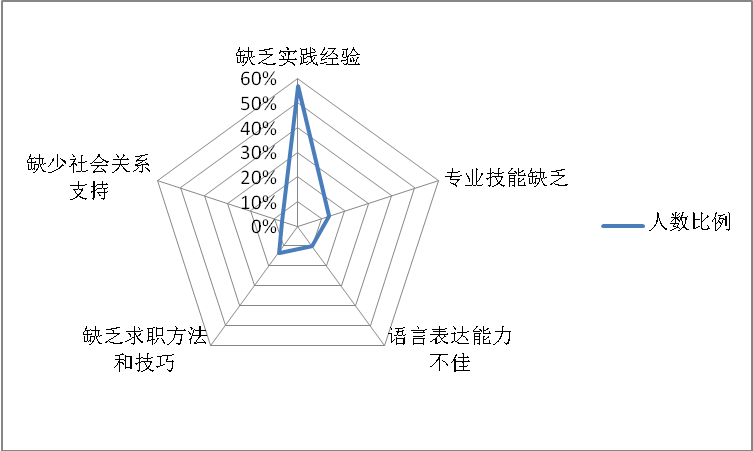 缺乏实践经验
60%
50%
40%
30%
20%
10%
0%
专业技能缺乏
语言表达能力
不佳
缺乏求职方法
和技巧
缺少社会关系
支持
人数比例